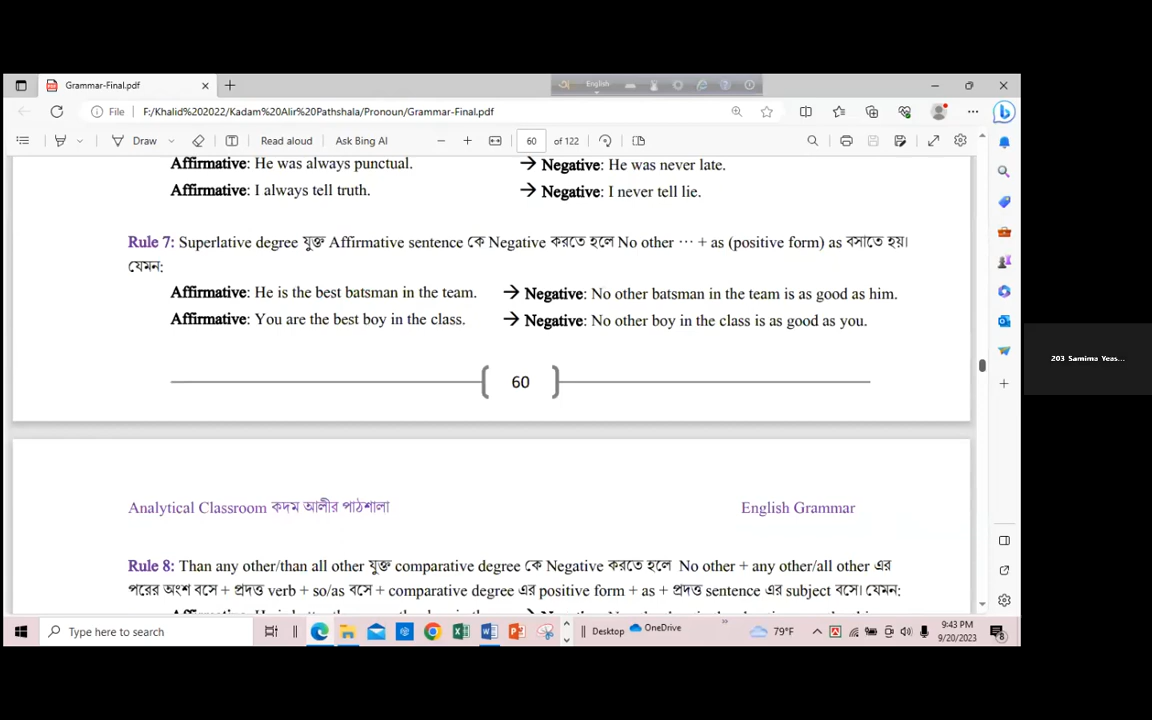 Grammar-Final.pdf
English
File F:/Khalid%202022/Kadam%20Alir%20Pathshala/Pronoun/Grammar-Final.pdf
Draw Read aloud Ask Bing AI 60 of 122
Affirmative: He was always punctual. → Negative: He was never late.
Affirmative: I always tell truth. → Negative: I never tell lie.
Rule 7: Superlative degree যুক্ত Affirmative sentence কে Negative করতে হলে No other ··· + as (positive form) as বসাতে হয়।
যেমন:
Affirmative: He is the best batsman in the team. → Negative: No other batsman in the team is as good as him.
Affirmative: You are the best boy in the class. → Negative: No other boy in the class is as good as you.
60
203 Samima Yeas...
Analytical Classroom কদম আলীর পাঠশালা English Grammar
Rule 8: Than any other/than all other যুক্ত comparative degree কে Negative করতে হলে No other + any other/all other এর
পরের অংশ বসে + প্রদত্ত verb + so/as বসে + comparative degree এর positive form + as + প্রদত্ত sentence এর subject বসে। যেমন:
Type here to search Desktop OneDrive 79°F 9:43 PM
9/20/2023